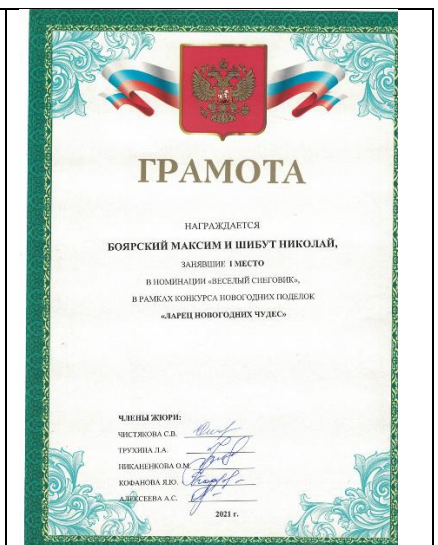 ГРАМОТА
НАГРАЖДАЕТСЯ
БОЯРСКИЙ МАКСИМ И ШИБУТ НИКОЛАЙ,
ЗАНЯВШИЕ I МЕСТО
В НОМИНАЦИИ «ВЕСЕЛЫЙ СНЕГОВИК»,
В РАМКАХ КОНКУРСА НОВОГОДНИХ ПОДЕЛОК
«ЛАРЕЦ НОВОГОДНИХ ЧУДЕС»
ЧЛЕНЫ ЖЮРИ:
ЧИСТЯКОВА С.В.
ТРУХИНА Л.А.
НИКАНЕНКОВА О.М.
КОФАНОВА Я.Ю.
АЛЕКСЕЕВА А.С.
2021 г.